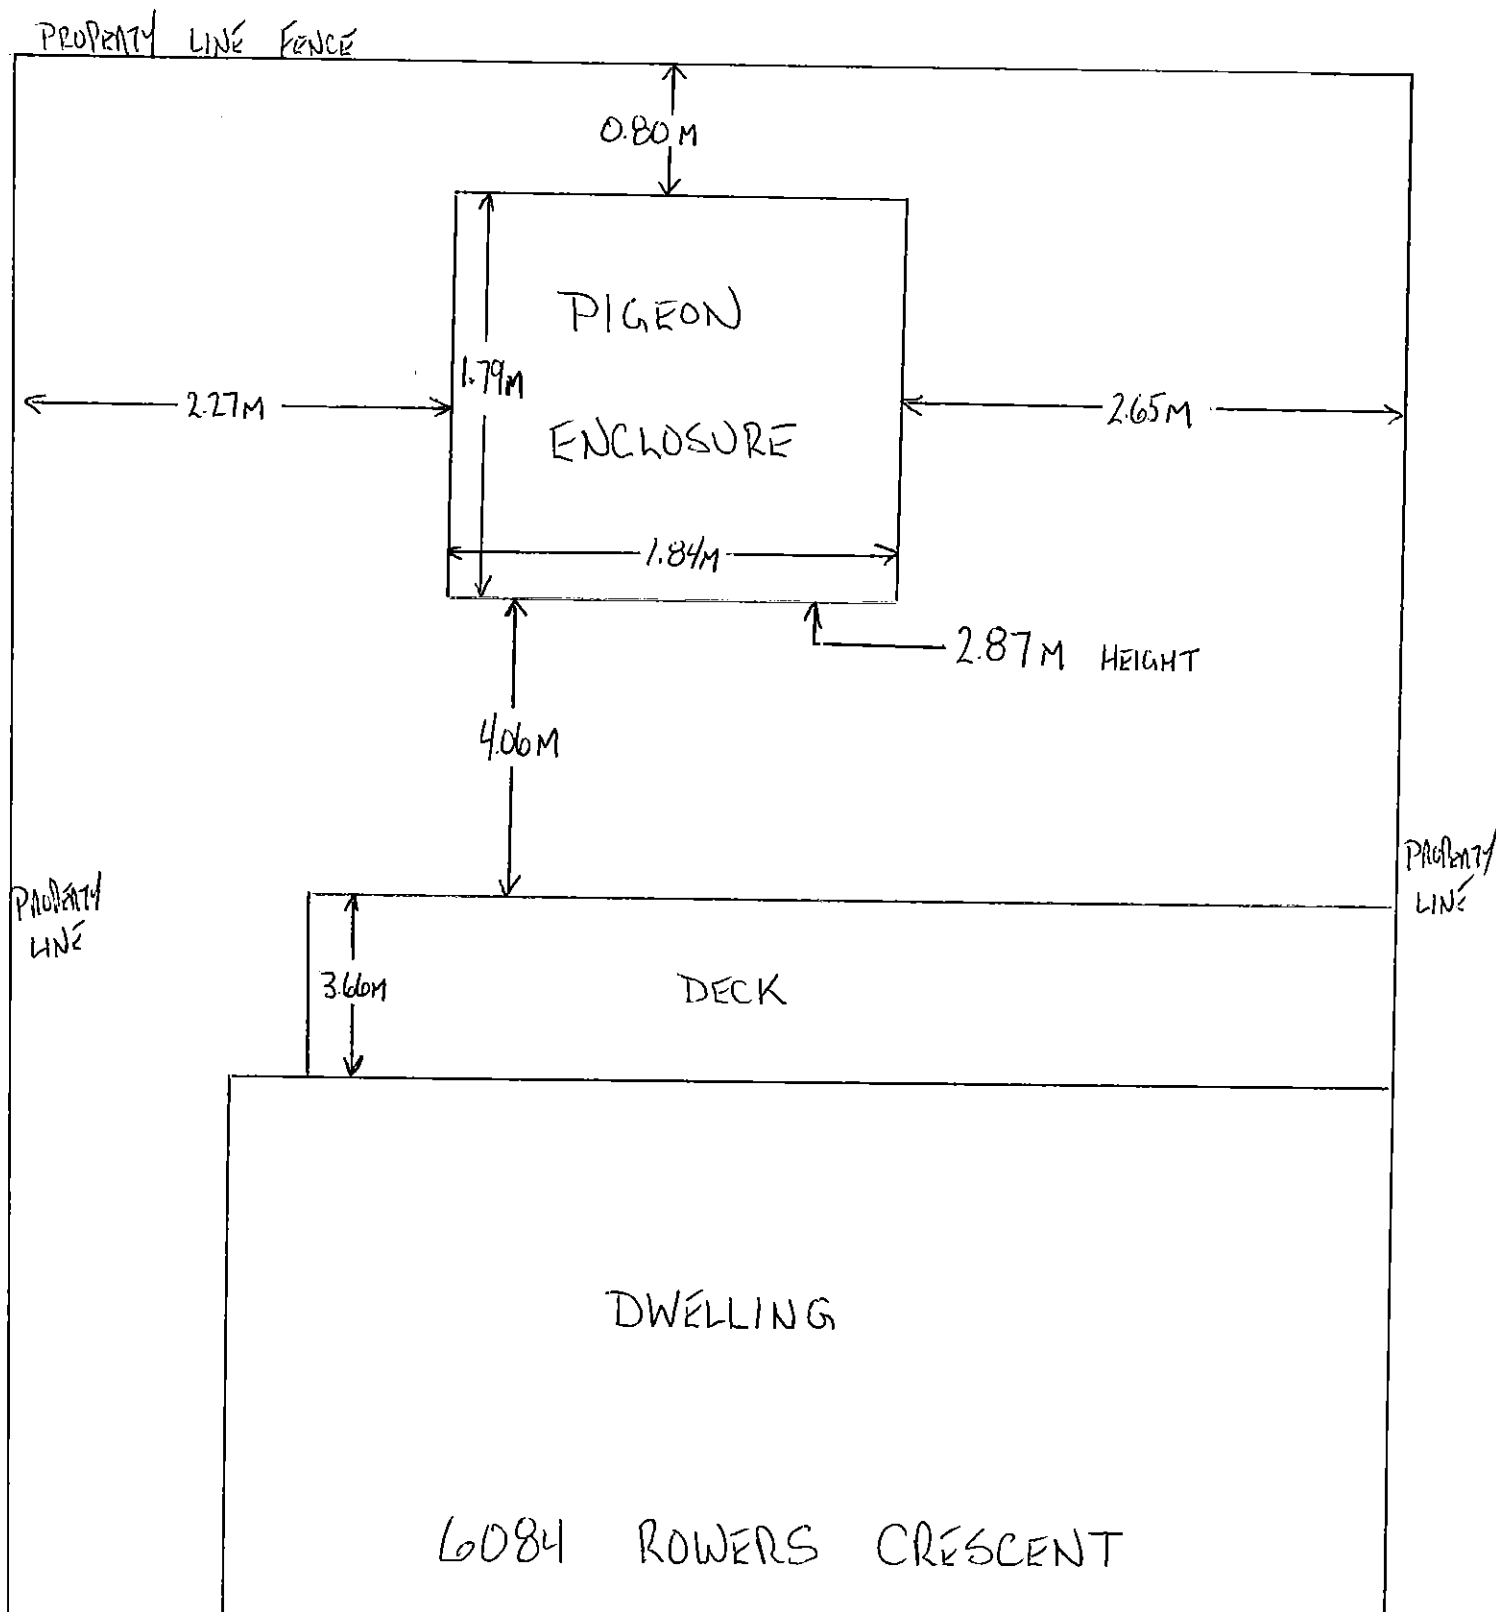 PROPERTY LINE FENCE
0.80 M
PIGEON
1.79M
2.27M
2.65M
ENCLOSURE
1.84M
2.87M HEIGHT
4.06M
PROPERTY
LINE
PROPERTY
LINE
3.66M
DECK
DWELLING
6084 ROWERS CRESCENT